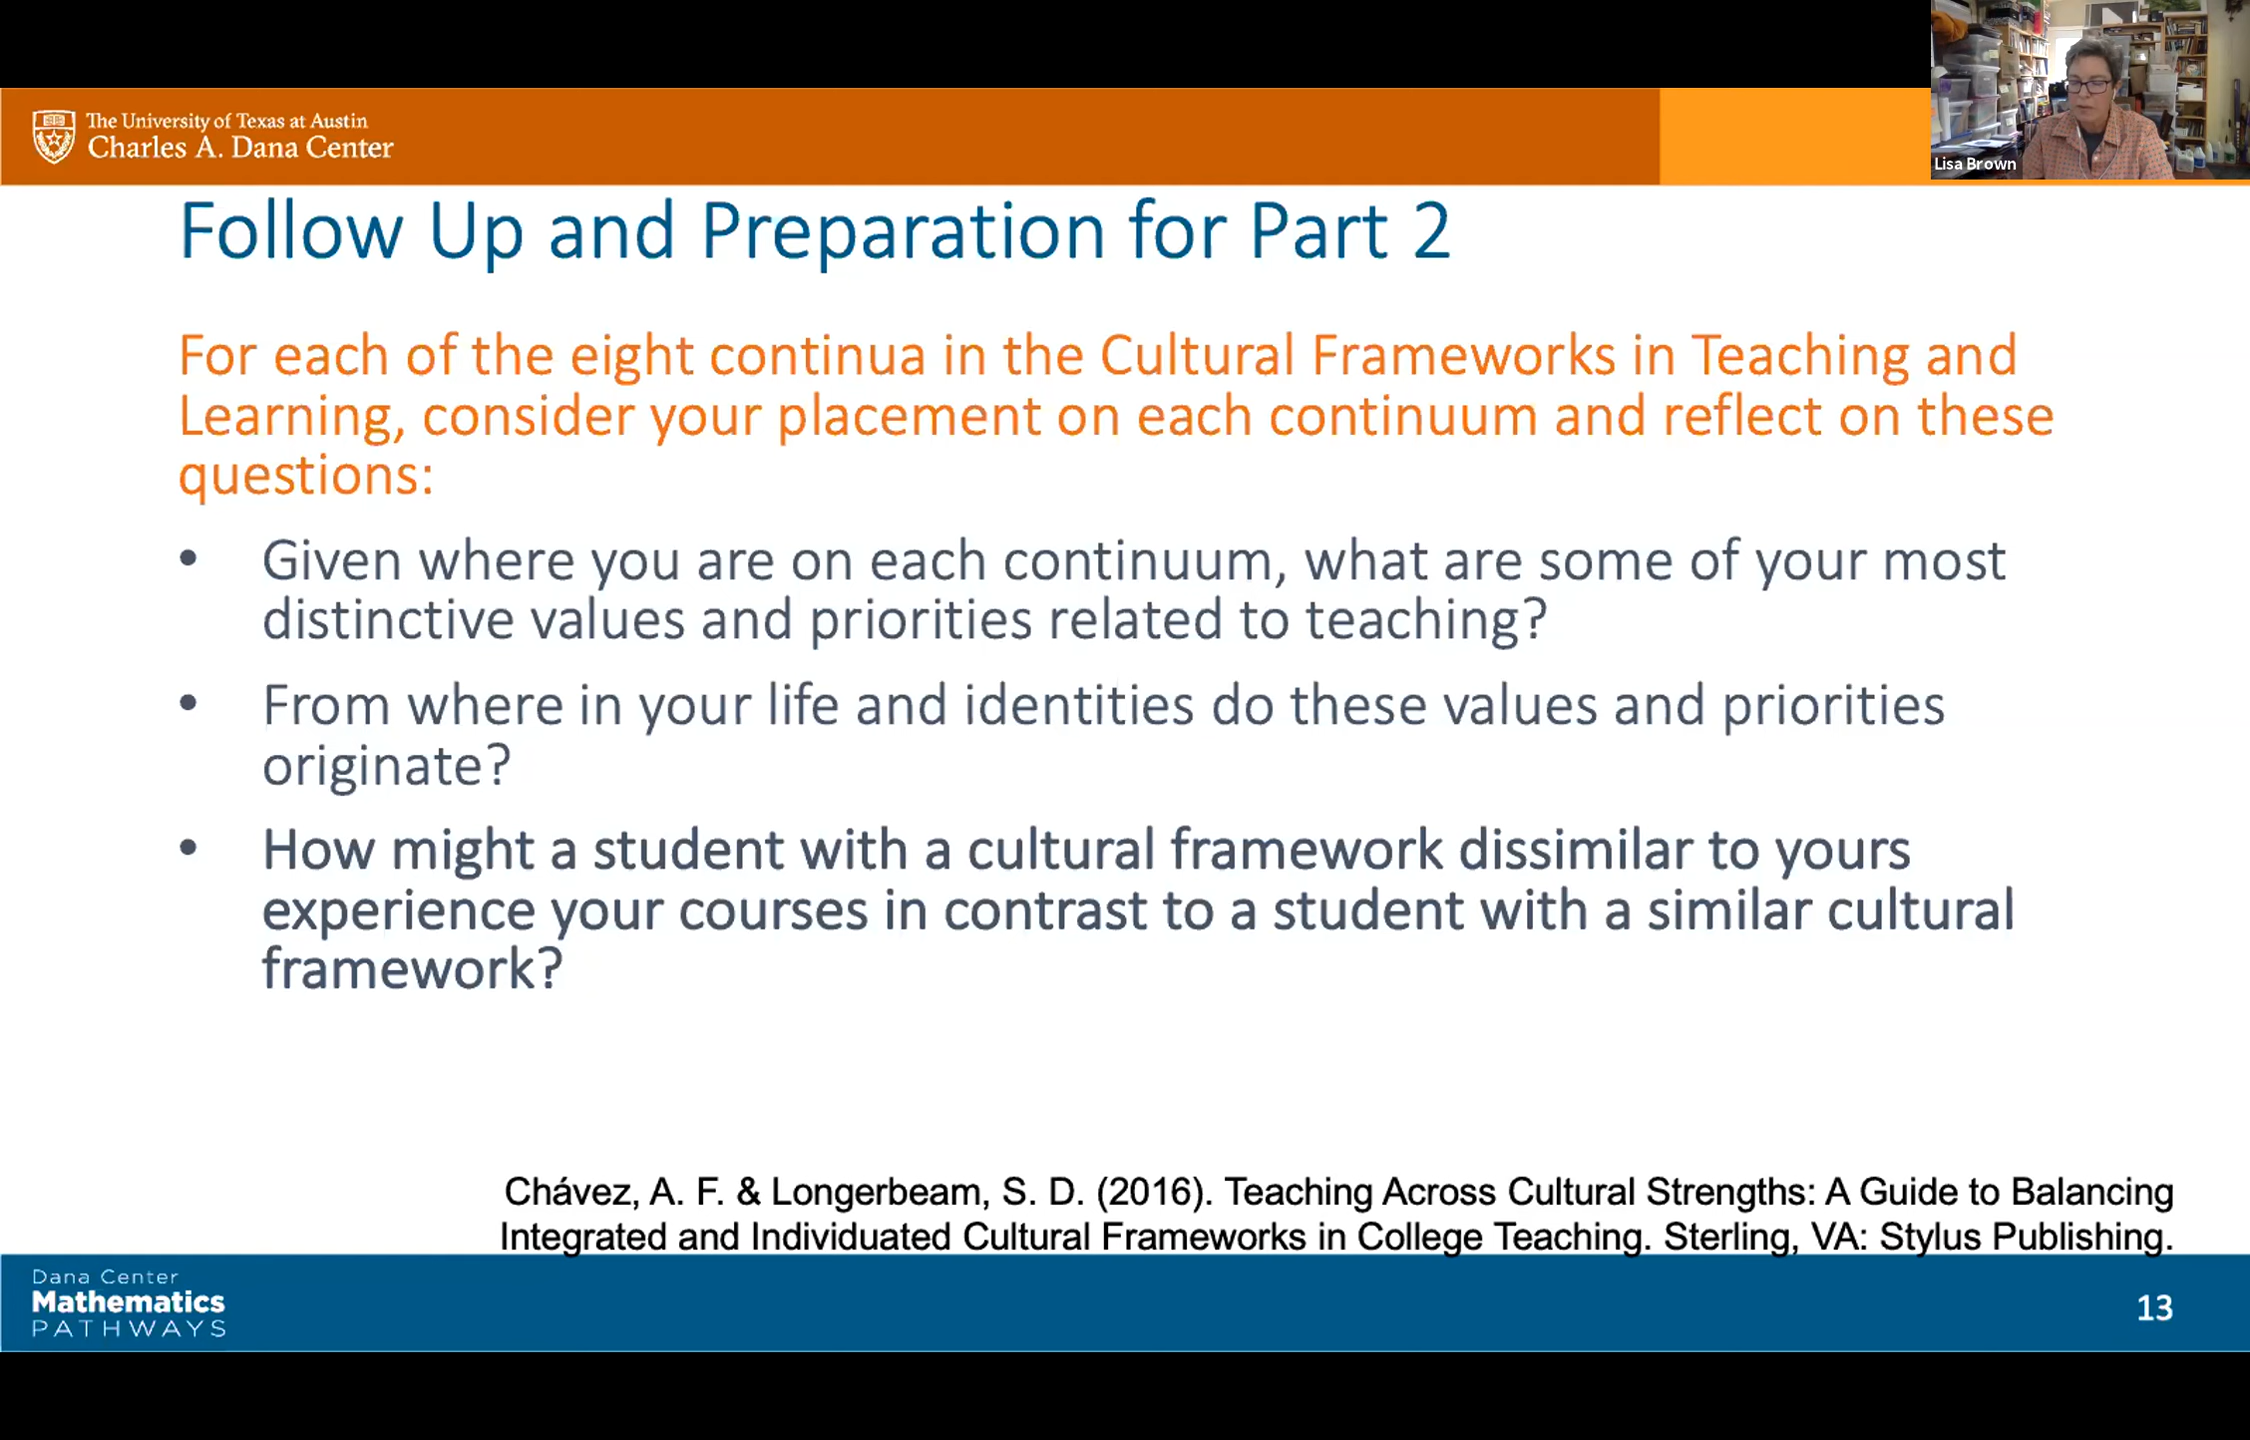 The University of Texas at Austin
Charles A. Dana Center
Lisa Brown
Follow Up and Preparation for Part 2
For each of the eight continua in the Cultural Frameworks in Teaching and
Learning, consider your placement on each continuum and reflect on these
questions:
• Given where you are on each continuum, what are some of your most
distinctive values and priorities related to teaching?
• From where in your life and identities do these values and priorities
originate?
• How might a student with a cultural framework dissimilar to yours
experience your courses in contrast to a student with a similar cultural
framework?
Chávez, A. F. & Longerbeam, S. D. (2016). Teaching Across Cultural Strengths: A Guide to Balancing
Integrated and Individuated Cultural Frameworks in College Teaching. Sterling, VA: Stylus Publishing.
Dana Center
Mathematics
PATHWAYS
13